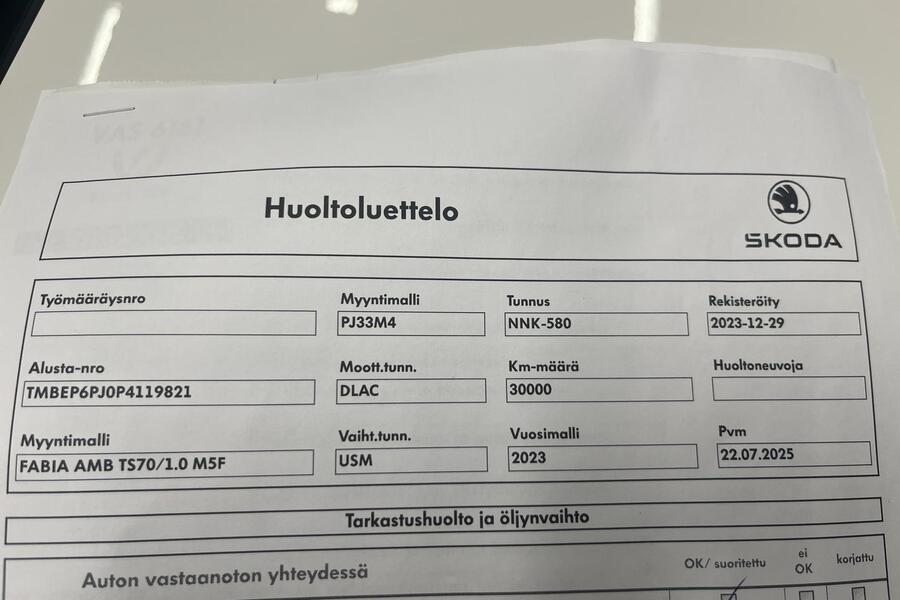 Huoltoluettelo
SKODA
Työmääräysnro
Myyntimalli
Tunnus
Rekisteröity
PJ33M4
NNK-580
2023-12-29
Alusta-nro
Moott.tunn.
Km-määrä
Huoltoneuvoja
TMBEP6PJ0P4119821
DLAC
30000
Myyntimalli
Vaiht.tunn.
Vuosimalli
Pvm
FABIA AMB TS70/1.0 M5F
USM
2023
22.07.2025
Tarkastushuolto ja öljynvaihto
Auton vastaanoton yhteydessä
OK/ suoritettu
ei
OK
korjattu